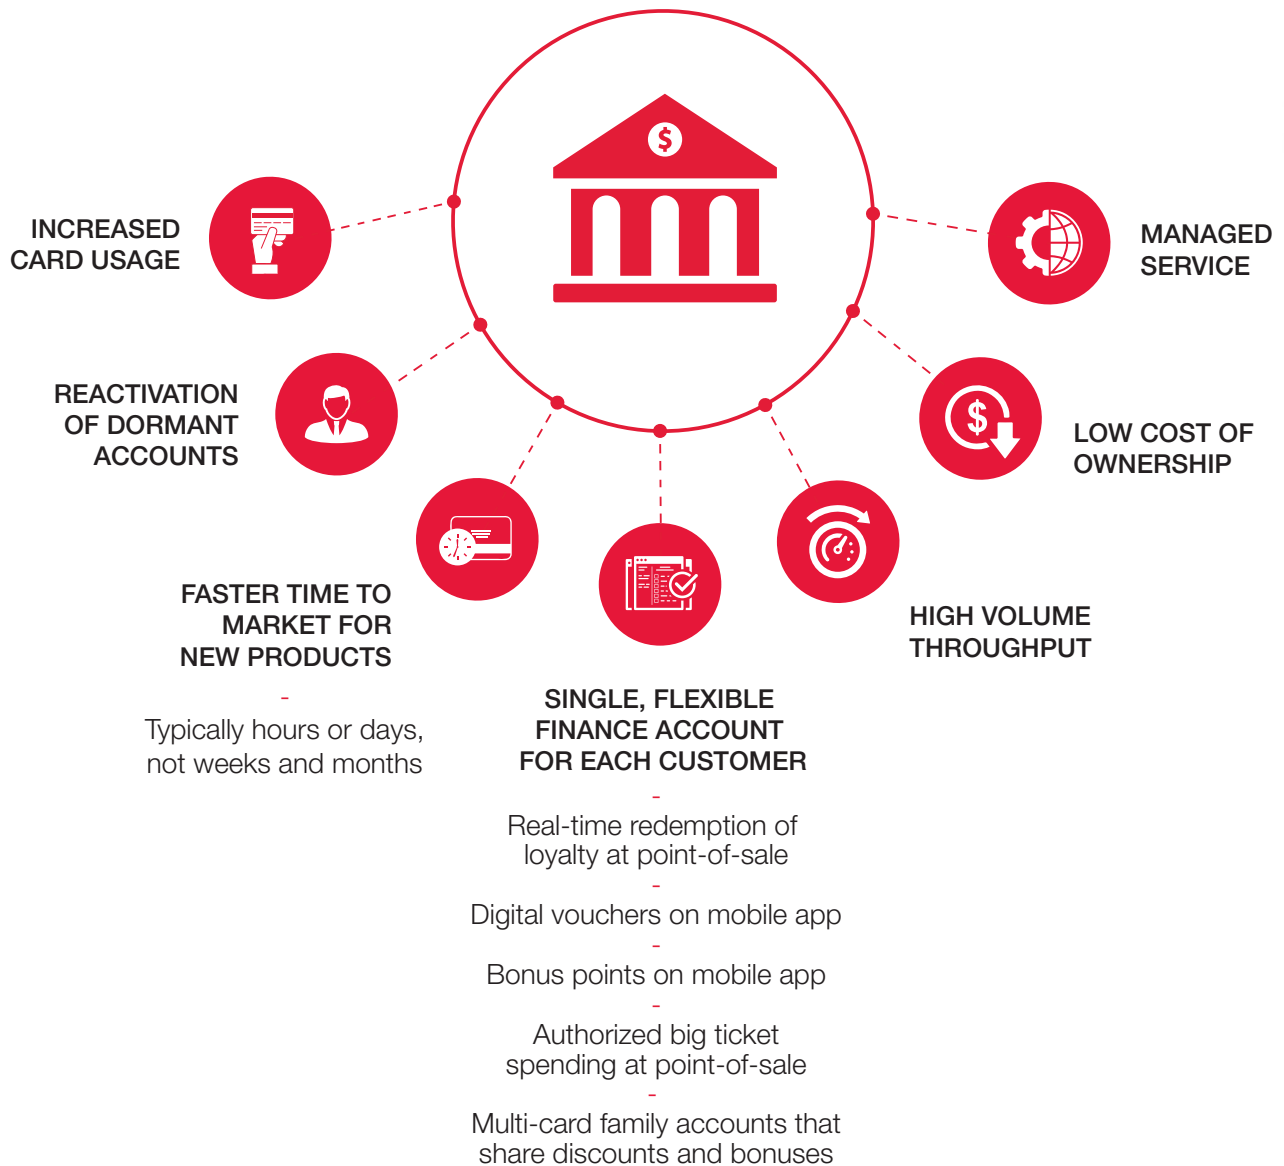 INCREASED
CARD USAGE
REACTIVATION
OF DORMANT
ACCOUNTS
FASTER TIME TO
MARKET FOR
NEW PRODUCTS
-
Typically hours or days,
not weeks and months
SINGLE, FLEXIBLE
FINANCE ACCOUNT
FOR EACH CUSTOMER
-
Real-time redemption of
loyalty at point-of-sale
-
Digital vouchers on mobile app
-
Bonus points on mobile app
-
Authorized big ticket
spending at point-of-sale
-
Multi-card family accounts that
share discounts and bonuses
HIGH VOLUME
THROUGHPUT
LOW COST OF
OWNERSHIP
MANAGED
SERVICE
$
$